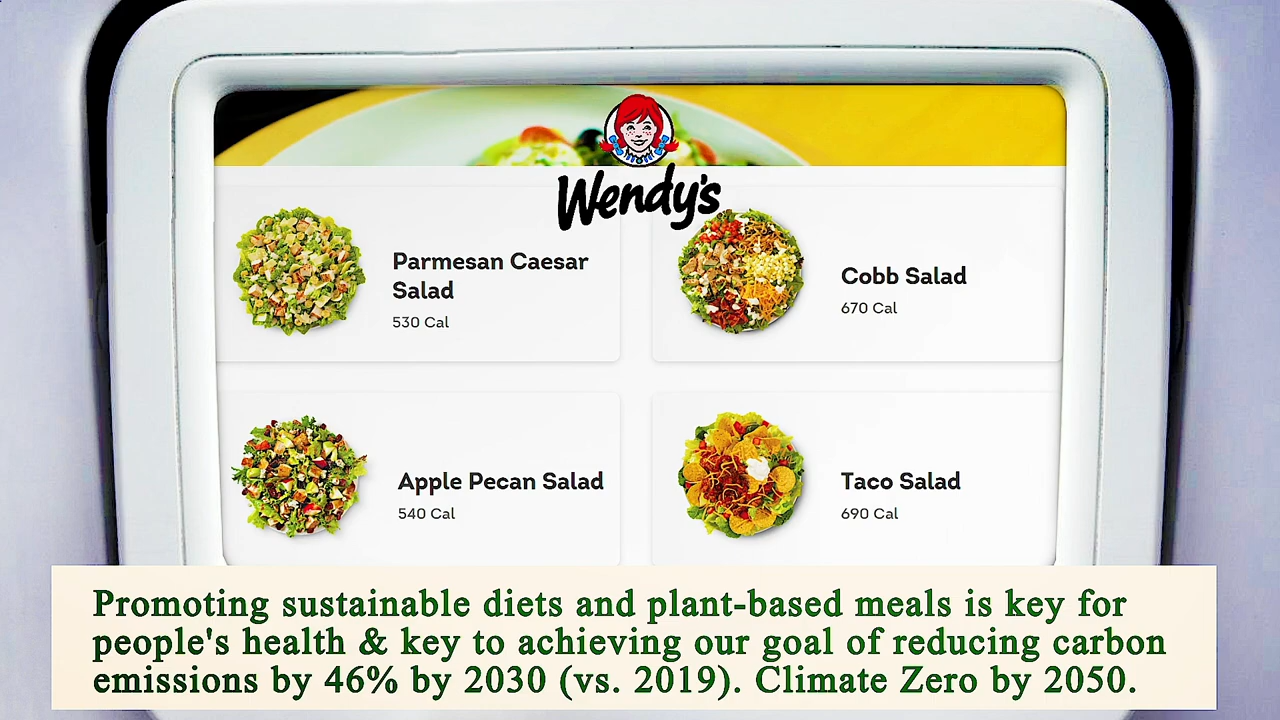 Wendy's
Parmesan Caesar
Salad
530 Cal
Cobb Salad
670 Cal
Apple Pecan Salad
540 Cal
Taco Salad
690 Cal
Promoting sustainable diets and plant-based meals is key for
people's health & key to achieving our goal of reducing carbon
emissions by 46% by 2030 (vs. 2019). Climate Zero by 2050.